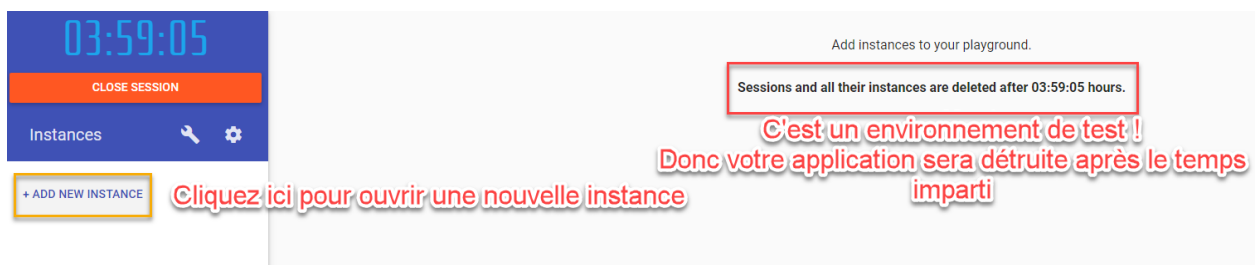 03:59:05
CLOSE SESSION
Instances
+ ADD NEW INSTANCE
Cliquez ici pour ouvrir une nouvelle instance
Add instances to your playground.
Sessions and all their instances are deleted after 03:59:05 hours.
C'est un environnement de test !
Donc votre application sera détruite après le temps
imparti